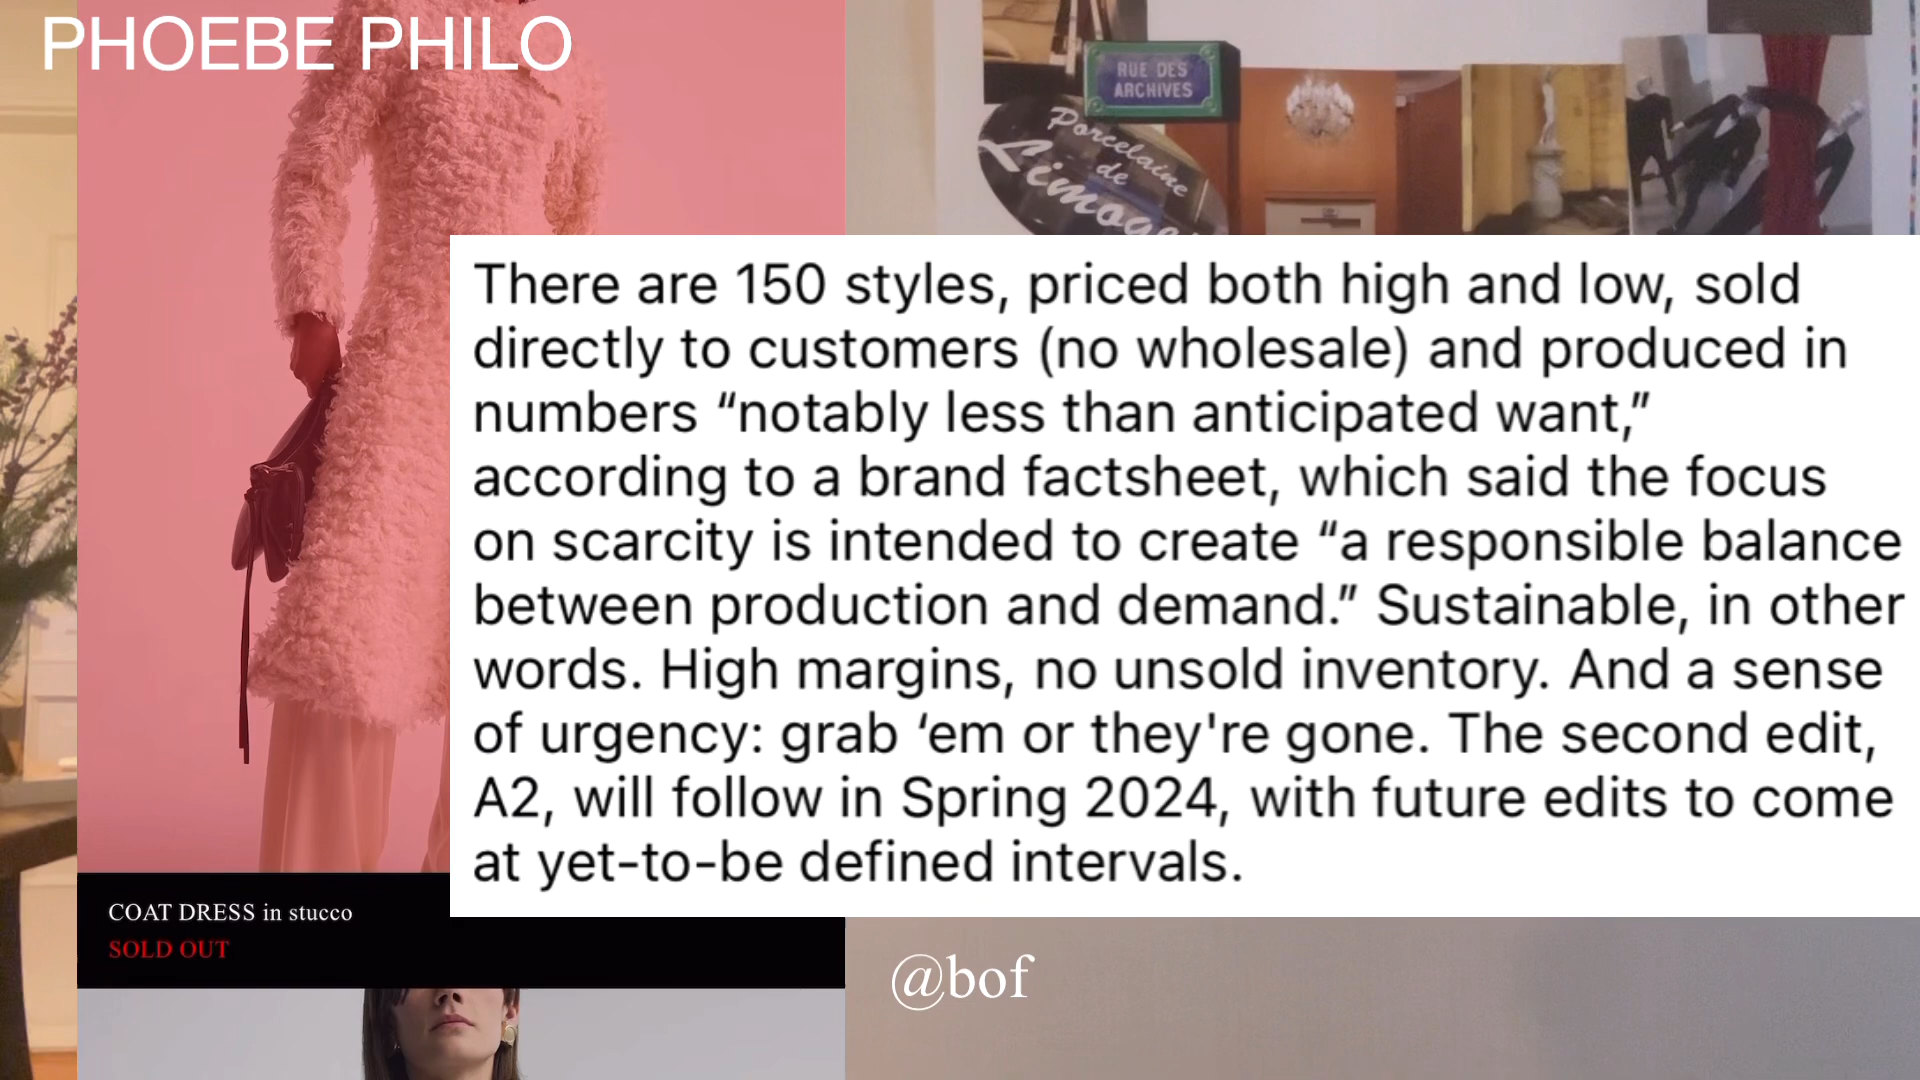 PHOEBE PHILO
RUE DES
ARCHIVES
Porcelaine
de
There are 150 styles, priced both high and low, sold
directly to customers (no wholesale) and produced in
numbers “notably less than anticipated want,”
according to a brand factsheet, which said the focus
on scarcity is intended to create “a responsible balance
between production and demand.” Sustainable, in other
words. High margins, no unsold inventory. And a sense
of urgency: grab ‘em or they're gone. The second edit,
A2, will follow in Spring 2024, with future edits to come
at yet-to-be defined intervals.
COAT DRESS in stucco
SOLD OUT
@bof